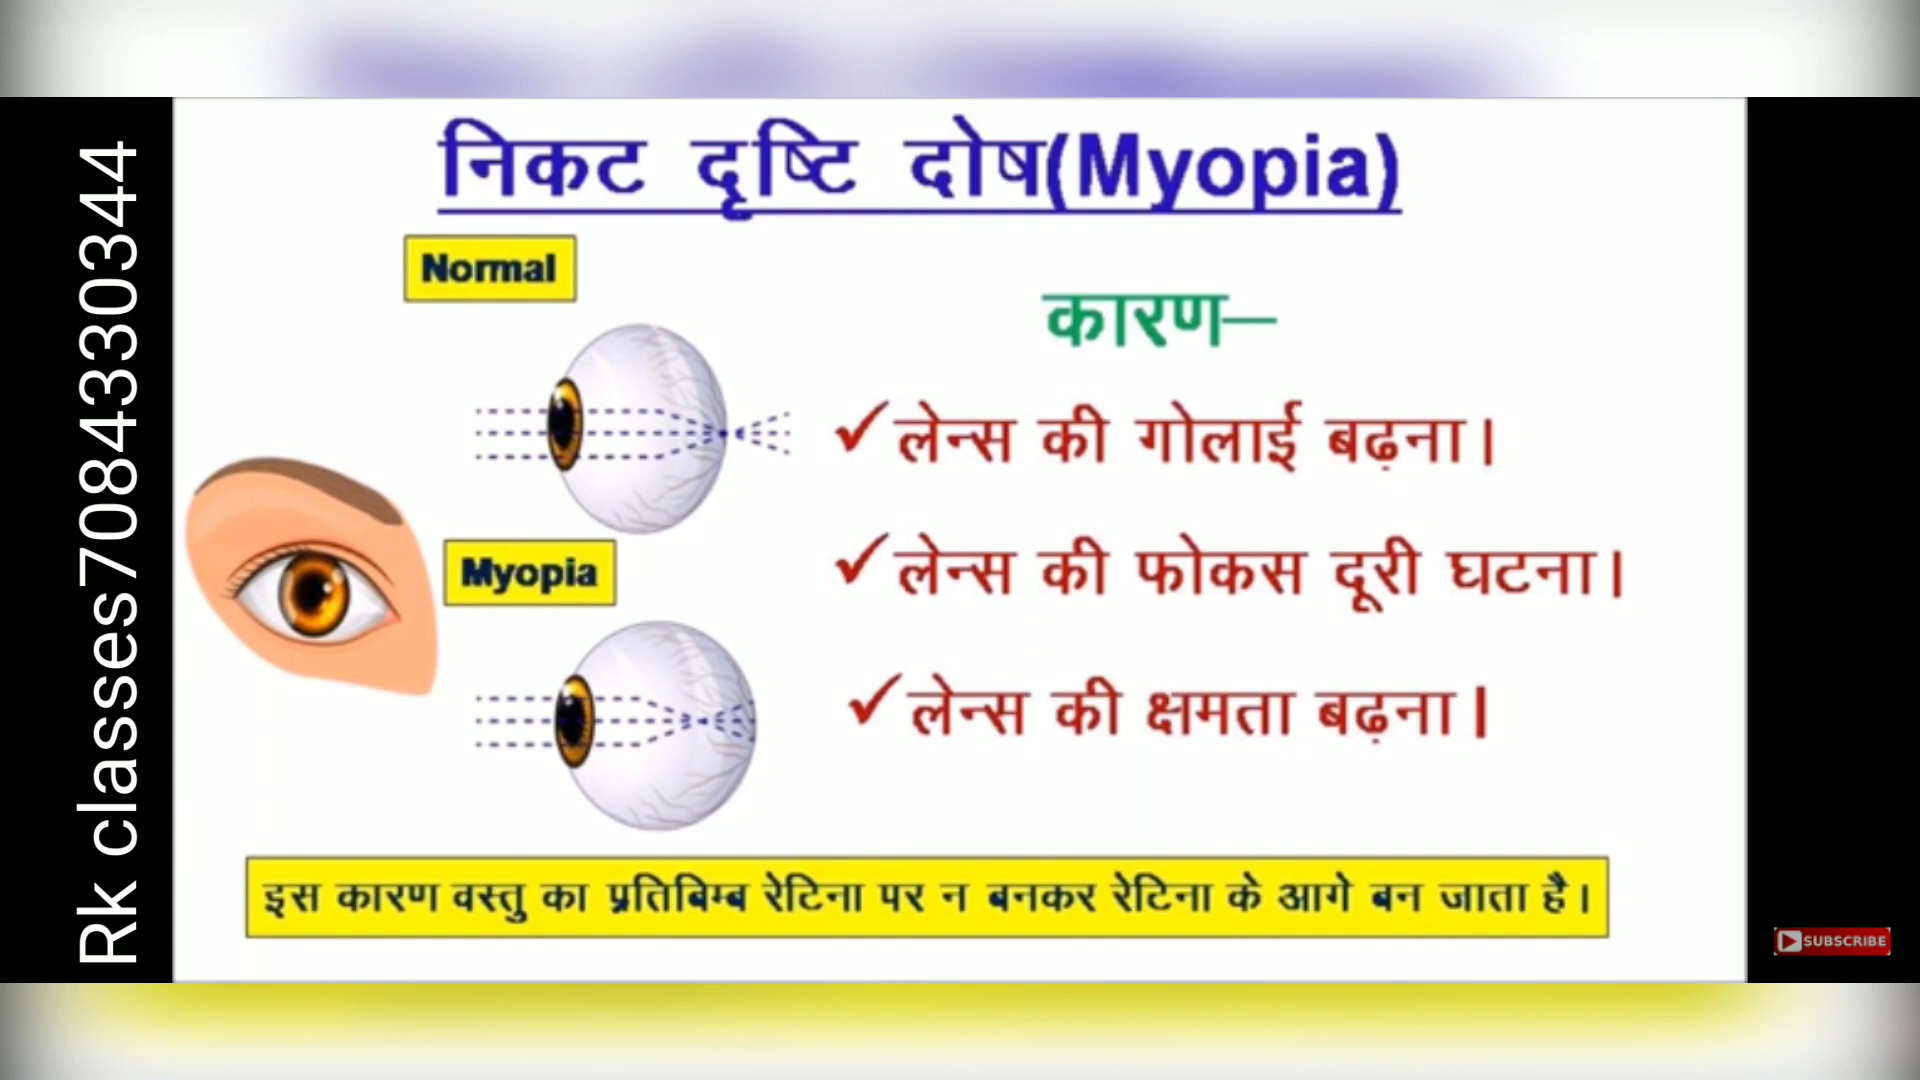 निकट दृष्टि दोष(Myopia)
Normal
कारण–
लेन्स की गोलाई बढ़ना।
लेन्स की फोकस दूरी घटना।
Myopia
लेन्स की क्षमता बढ़ना।
इस कारण वस्तु का प्रतिबिम्ब रेटिना पर न बनकर रेटिना के आगे बन जाता है।
Rk classes7084330344
SUBSCRIBE